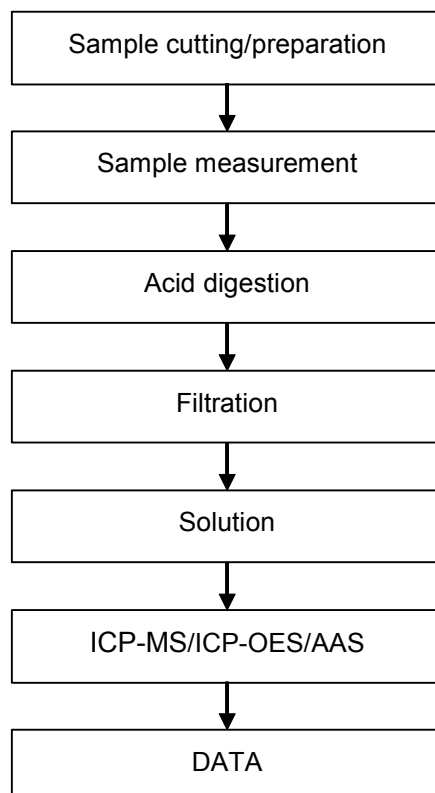 Sample cutting/preparation
Sample measurement
Acid digestion
Filtration
Solution
ICP-MS/ICP-OES/AAS
DATA